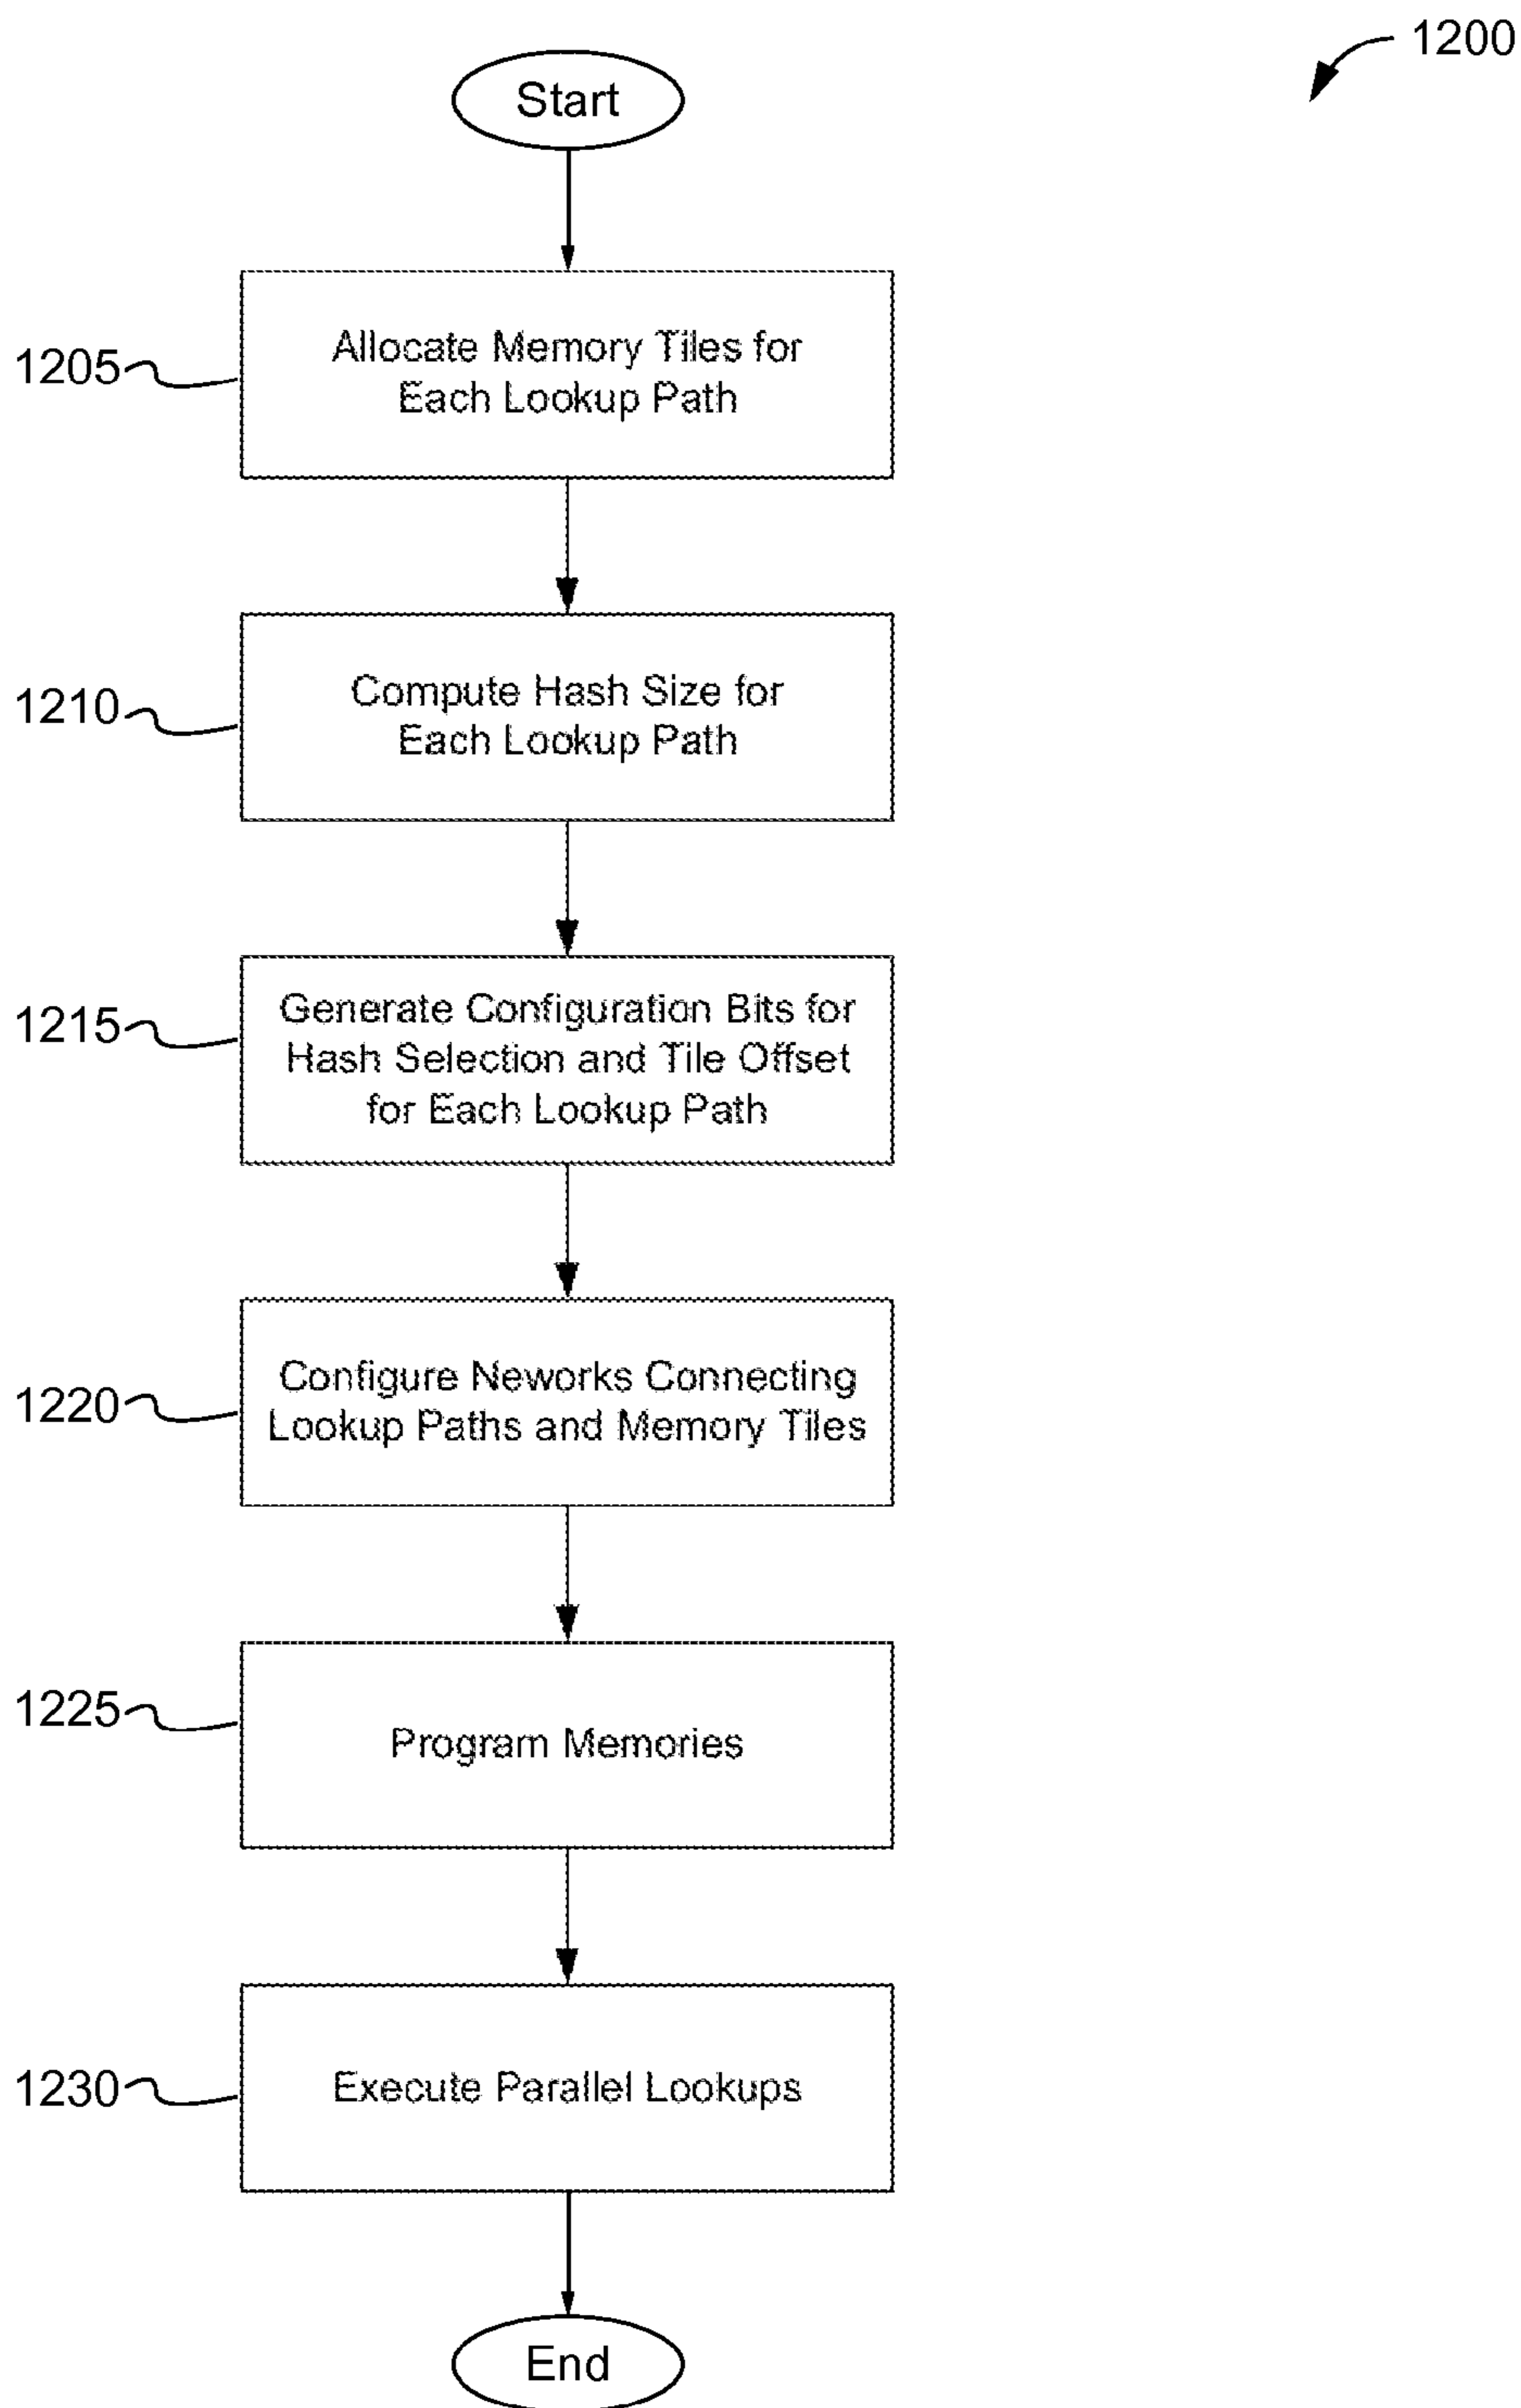 1200
Start
1205
Allocate Memory Tiles for
Each Lookup Path
1210
Compute Hash Size for
Each Lookup Path
1215
Generate Configuration Bits for
Hash Selection and Tile Offset
for Each Lookup Path
1220
Configure Neworks Connecting
Lookup Paths and Memory Tiles
1225
Program Memories
1230
Execute Parallel Lookups
End